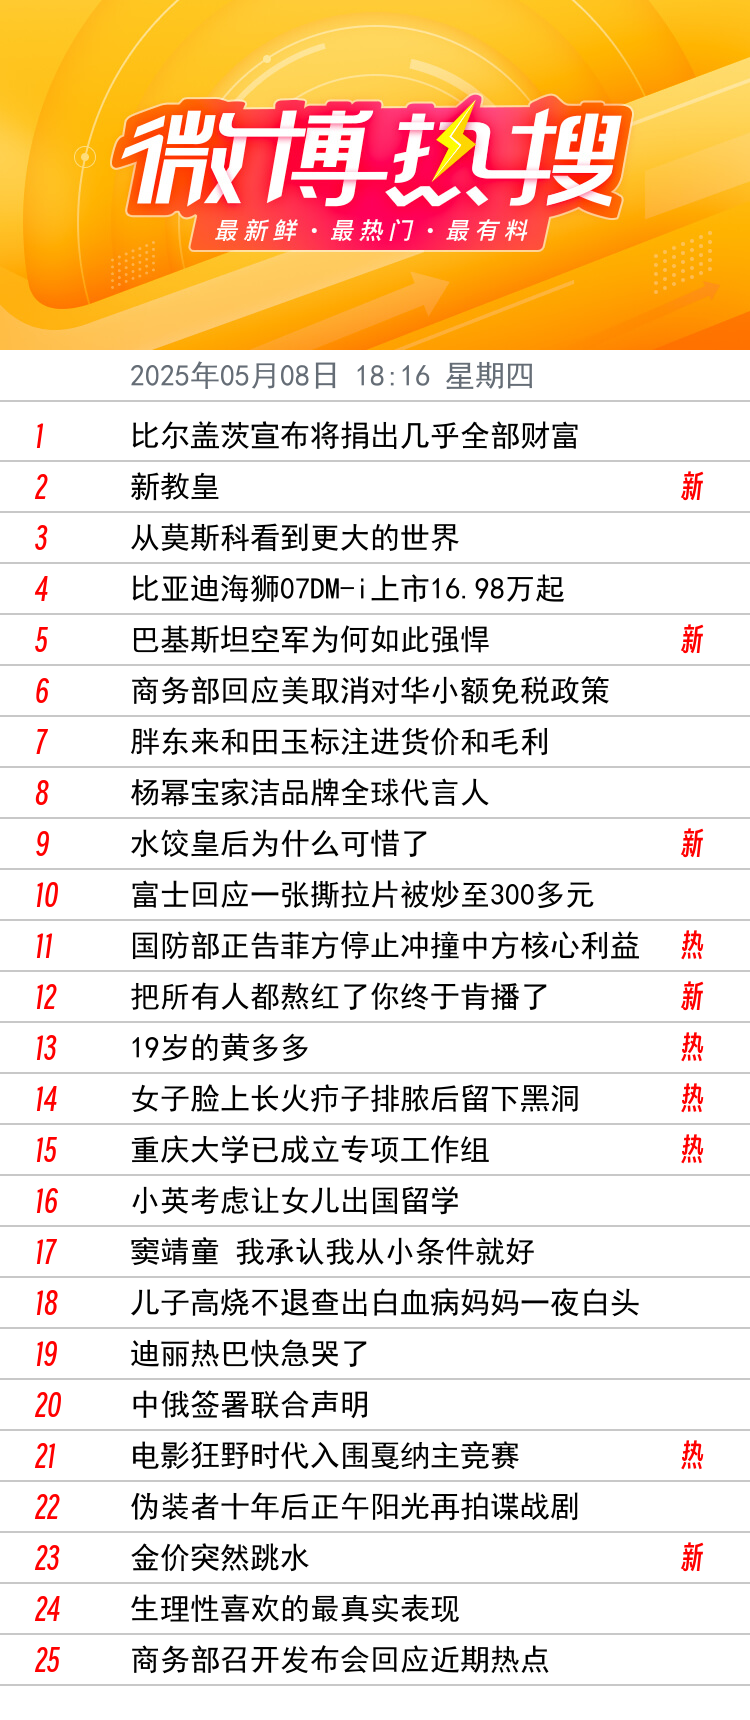 微博热搜
最新鲜·最热门·最有料
2025年05月08日 18:16 星期四
1 比尔盖茨宣布将捐出几乎全部财富
2 新教皇 新
3 从莫斯科看到更大的世界
4 比亚迪海狮07DM-i上市16.98万起
5 巴基斯坦空军为何如此强悍 新
6 商务部回应美取消对华小额免税政策
7 胖东来和田玉标注进货价和毛利
8 杨幂宝家洁品牌全球代言人
9 水饺皇后为什么可惜了 新
10 富士回应一张撕拉片被炒至300多元
11 国防部正告菲方停止冲撞中方核心利益 热
12 把所有人都熬红了你终于肯播了 新
13 19岁的黄多多 热
14 女子脸上长火疖子排脓后留下黑洞 热
15 重庆大学已成立专项工作组 热
16 小英考虑让女儿出国留学
17 窦靖童 我承认我从小条件就好
18 儿子高烧不退查出白血病妈妈一夜白头
19 迪丽热巴快急哭了
20 中俄签署联合声明
21 电影狂野时代入围戛纳主竞赛 热
22 伪装者十年后正午阳光再拍谍战剧
23 金价突然跳水 新
24 生理性喜欢的最真实表现
25 商务部召开发布会回应近期热点